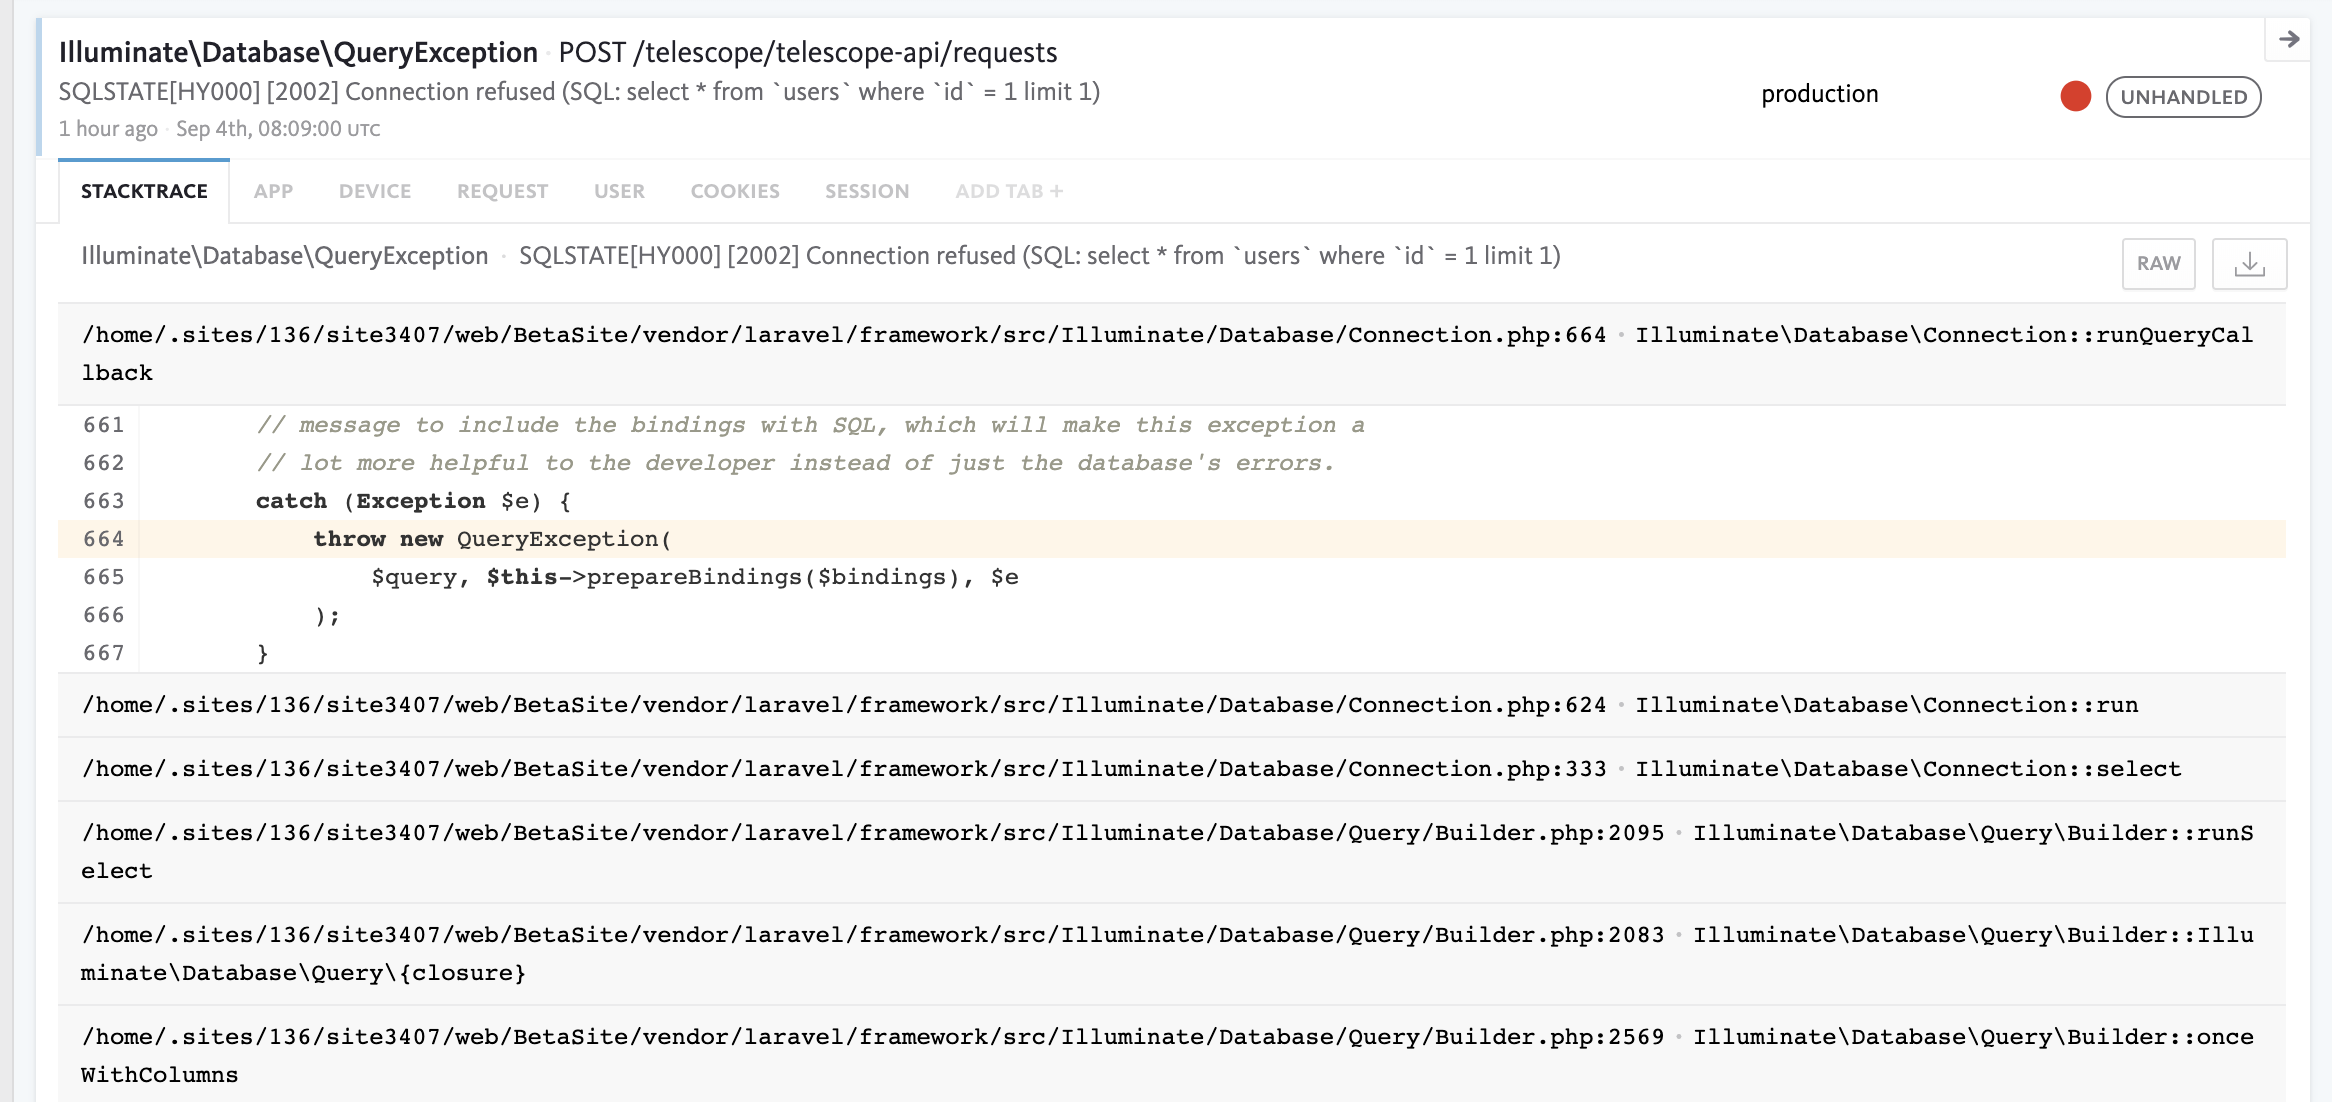 Illuminate\Database\QueryException · POST /telescope/telescope-api/requests
SQLSTATE[HY000] [2002] Connection refused (SQL: select * from `users` where `id` = 1 limit 1)
1 hour ago · Sep 4th, 08:09:00 UTC
production
UNHANDLED
STACKTRACE APP DEVICE REQUEST USER COOKIES SESSION ADD TAB +
Illuminate\Database\QueryException · SQLSTATE[HY000] [2002] Connection refused (SQL: select * from `users` where `id` = 1 limit 1)
RAW
/home/.sites/136/site3407/web/BetaSite/vendor/laravel/framework/src/Illuminate/Database/Connection.php:664 · Illuminate\Database\Connection::runQueryCal
lback
661 // message to include the bindings with SQL, which will make this exception a
662 // lot more helpful to the developer instead of just the database's errors.
663 catch (Exception $e) {
664 throw new QueryException(
665 $query, $this->prepareBindings($bindings), $e
666 );
667 }
/home/.sites/136/site3407/web/BetaSite/vendor/laravel/framework/src/Illuminate/Database/Connection.php:624 · Illuminate\Database\Connection::run
/home/.sites/136/site3407/web/BetaSite/vendor/laravel/framework/src/Illuminate/Database/Connection.php:333 · Illuminate\Database\Connection::select
/home/.sites/136/site3407/web/BetaSite/vendor/laravel/framework/src/Illuminate/Database/Query/Builder.php:2095 · Illuminate\Database\Query\Builder::runS
elect
/home/.sites/136/site3407/web/BetaSite/vendor/laravel/framework/src/Illuminate/Database/Query/Builder.php:2083 · Illuminate\Database\Query\Builder::Illu
minate\Database\Query\{closure}
/home/.sites/136/site3407/web/BetaSite/vendor/laravel/framework/src/Illuminate/Database/Query/Builder.php:2569 · Illuminate\Database\Query\Builder::once
WithColumns